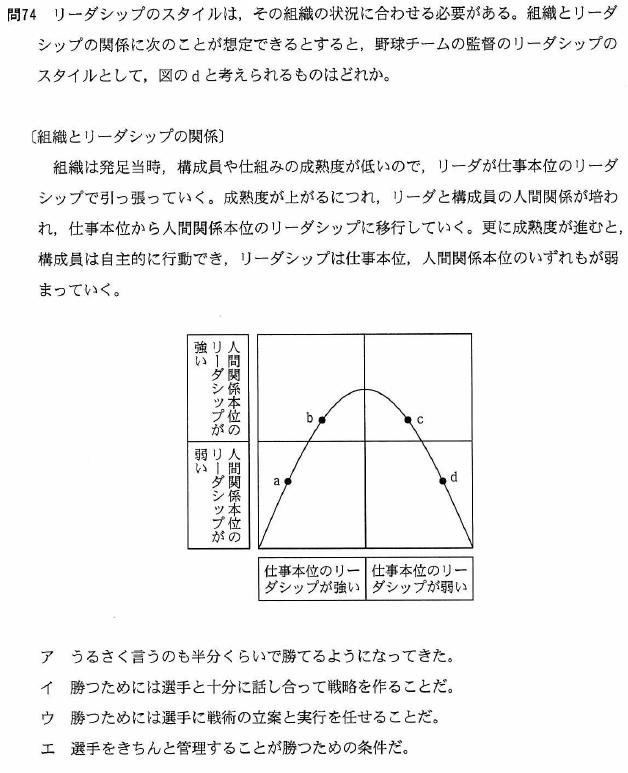 問74 リーダシップのスタイルは，その組織の状況に合わせる必要がある。組織とリーダ
シップの関係に次のことが想定できるとすると，野球チームの監督のリーダシップの
スタイルとして，図のdと考えられるものはどれか。
〔組織とリーダシップの関係〕
組織は発足当時，構成員や仕組みの成熟度が低いので，リーダが仕事本位のリーダ
シップで引っ張っていく。成熟度が上がるにつれ，リーダと構成員の人間関係が培わ
れ，仕事本位から人間関係本位のリーダシップに移行していく。更に成熟度が進むと，
構成員は自主的に行動でき，リーダシップは仕事本位，人間関係本位のいずれもが弱
まっていく。
人間関係本位の
リーダシップが
強い
人間関係本位の
リーダシップが
弱い
b
c
a
d
仕事本位のリー
ダシップが強い
仕事本位のリー
ダシップが弱い
ア うるさく言うのも半分くらいで勝てるようになってきた。
イ 勝つためには選手と十分に話し合って戦略を作ることだ。
ウ 勝つためには選手に戦術の立案と実行を任せることだ。
エ 選手をきちんと管理することが勝つための条件だ。